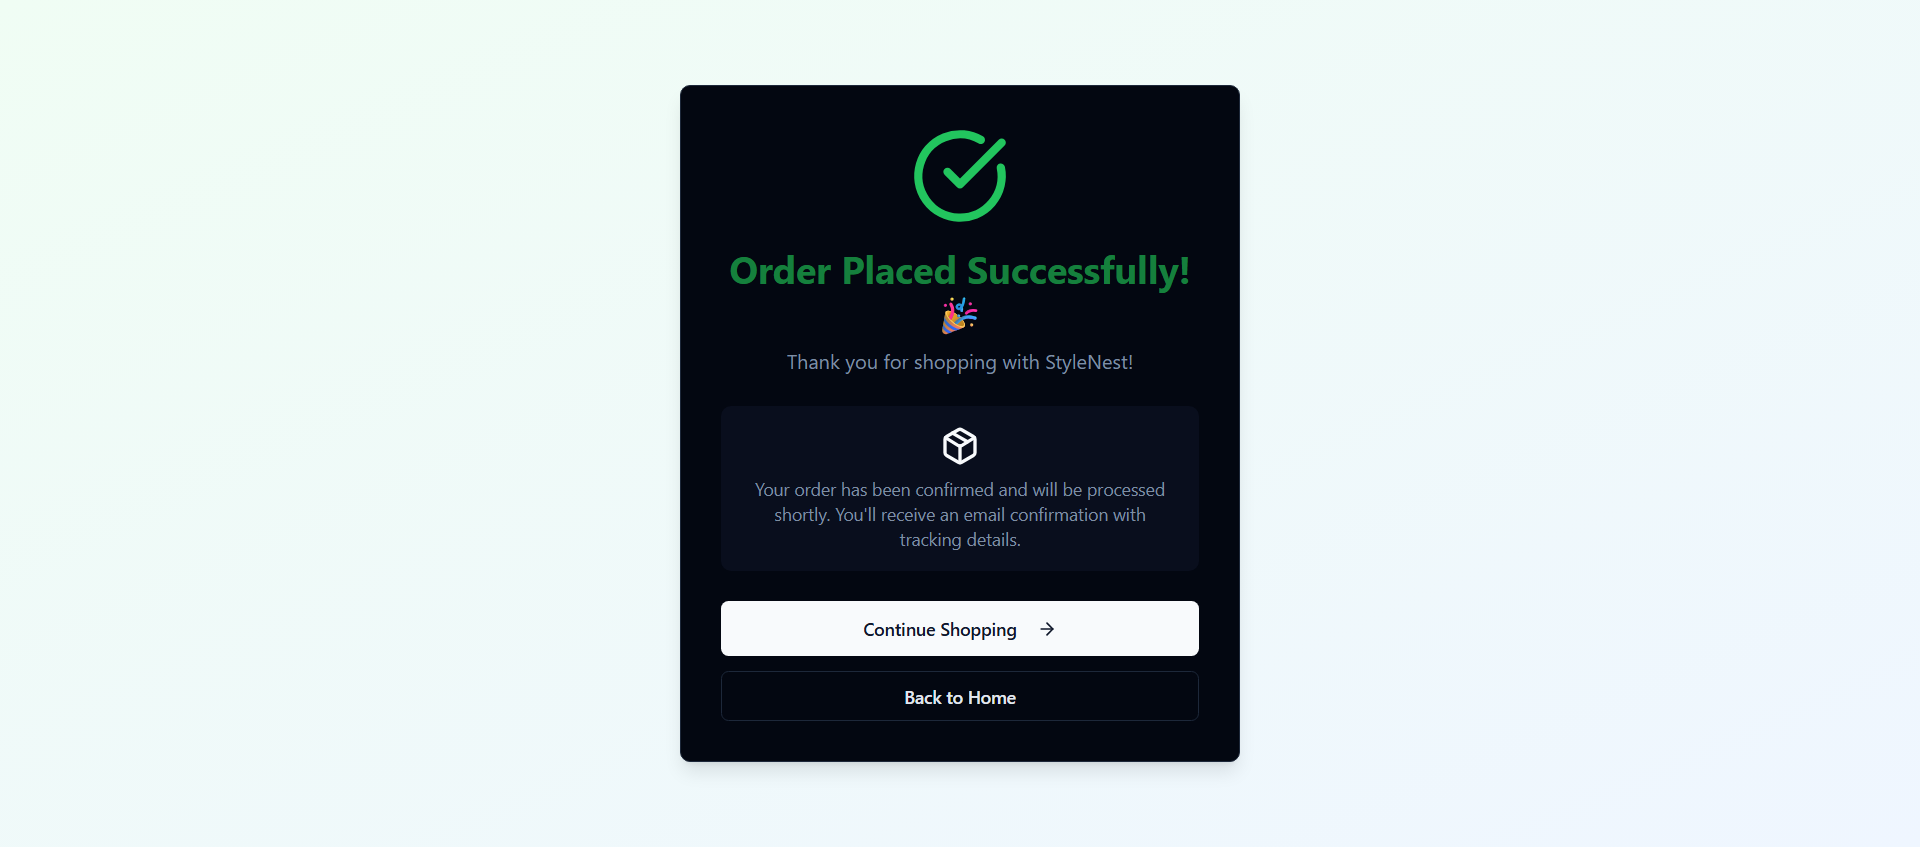 Order Placed Successfully!
🎉
Thank you for shopping with StyleNest!
Your order has been confirmed and will be processed
shortly. You'll receive an email confirmation with
tracking details.
Continue Shopping →
Back to Home